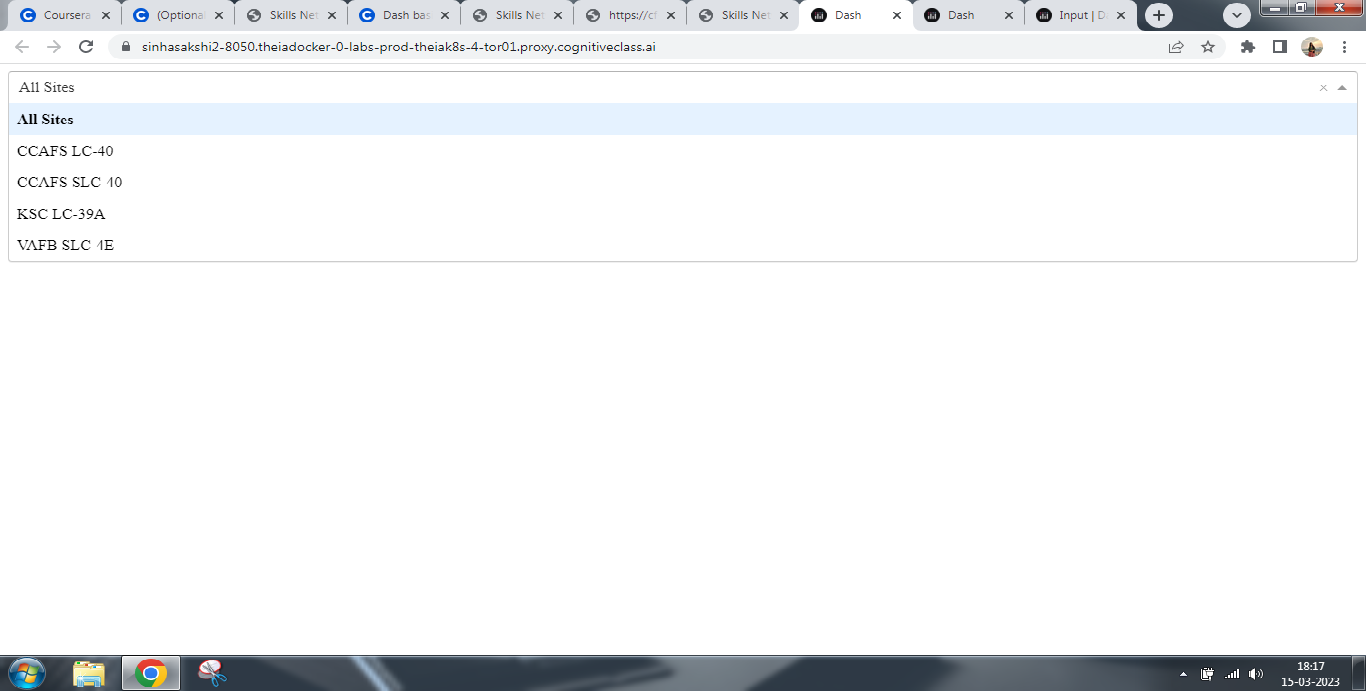 Coursera
(Optional
Skills Net
Dash bas
Skills Net
https://cf
Skills Net
Dash
Dash
Input | D
sinhasakshi2-8050.theiadocker-0-labs-prod-theiak8s-4-tor01.proxy.cognitiveclass.ai
All Sites
All Sites
CCAFS LC-40
CCAFS SLC-40
KSC LC-39A
VAFB SLC-4E
18:17
15-03-2023